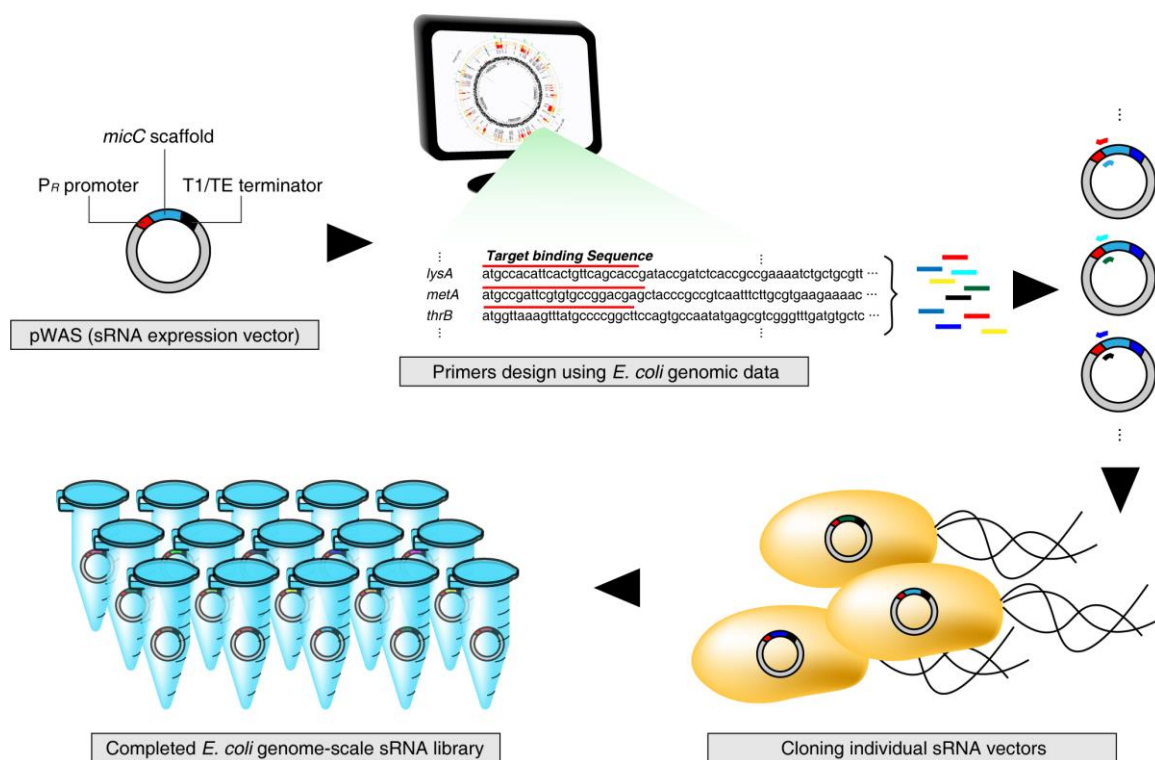 micC scaffold
PR promoter
T1/TE terminator
pWAS (sRNA expression vector)
Target binding Sequence
lysA atgccacattcactgttcagcaccgataccgatctcaccgccgaaaatctgctgcgtt ...
metA atgccgattcgtgtgccggacgagctacccgccgtcaatttcttgcgtgaagaaaac ...
thrB atggttaaagtttatgccccggcttccagtgccaatatgagcgtcgggtttgatgtgctc ...
Primers design using E. coli genomic data
Completed E. coli genome-scale sRNA library
Cloning individual sRNA vectors